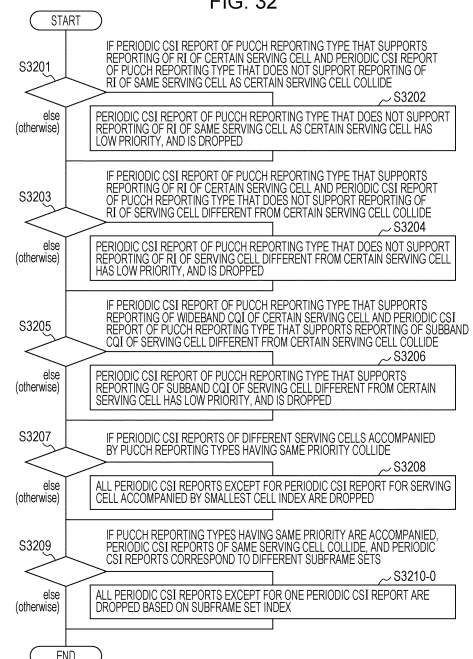 FIG. 32
START
IF PERIODIC CSI REPORT OF PUCCH REPORTING TYPE THAT SUPPORTS
REPORTING OF RI OF CERTAIN SERVING CELL AND PERIODIC CSI REPORT
OF PUCCH REPORTING TYPE THAT DOES NOT SUPPORT REPORTING OF
RI OF SAME SERVING CELL AS CERTAIN SERVING CELL COLLIDE
S3201
else
(otherwise)
S3202
PERIODIC CSI REPORT OF PUCCH REPORTING TYPE THAT DOES NOT SUPPORT
REPORTING OF RI OF SAME SERVING CELL AS CERTAIN SERVING CELL HAS
LOW PRIORITY, AND IS DROPPED
IF PERIODIC CSI REPORT OF PUCCH REPORTING TYPE THAT SUPPORTS
REPORTING OF RI OF CERTAIN SERVING CELL AND PERIODIC CSI REPORT
OF PUCCH REPORTING TYPE THAT DOES NOT SUPPORT REPORTING OF
RI OF SERVING CELL DIFFERENT FROM CERTAIN SERVING CELL COLLIDE
S3203
else
(otherwise)
S3204
PERIODIC CSI REPORT OF PUCCH REPORTING TYPE THAT DOES NOT SUPPORT
REPORTING OF RI OF SERVING CELL DIFFERENT FROM CERTAIN SERVING CELL
HAS LOW PRIORITY, AND IS DROPPED
IF PERIODIC CSI REPORT OF PUCCH REPORTING TYPE THAT SUPPORTS
REPORTING OF WIDEBAND CQI OF CERTAIN SERVING CELL AND PERIODIC CSI
REPORT OF PUCCH REPORTING TYPE THAT SUPPORTS REPORTING OF SUBBAND
CQI OF SERVING CELL DIFFERENT FROM CERTAIN SERVING CELL COLLIDE
S3205
else
(otherwise)
S3206
PERIODIC CSI REPORT OF PUCCH REPORTING TYPE THAT SUPPORTS
REPORTING OF SUBBAND CQI OF SERVING CELL DIFFERENT FROM CERTAIN
SERVING CELL HAS LOW PRIORITY, AND IS DROPPED
S3207
IF PERIODIC CSI REPORTS OF DIFFERENT SERVING CELLS ACCOMPANIED
BY PUCCH REPORTING TYPES HAVING SAME PRIORITY COLLIDE
else
(otherwise)
S3208
ALL PERIODIC CSI REPORTS EXCEPT FOR PERIODIC CSI REPORT FOR SERVING
CELL ACCOMPANIED BY SMALLEST CELL INDEX ARE DROPPED
S3209
IF PUCCH REPORTING TYPES HAVING SAME PRIORITY ARE ACCOMPANIED,
PERIODIC CSI REPORTS OF SAME SERVING CELL COLLIDE, AND PERIODIC
CSI REPORTS CORRESPOND TO DIFFERENT SUBFRAME SETS
else
(otherwise)
S3210-0
ALL PERIODIC CSI REPORTS EXCEPT FOR ONE PERIODIC CSI REPORT ARE
DROPPED BASED ON SUBFRAME SET INDEX
END